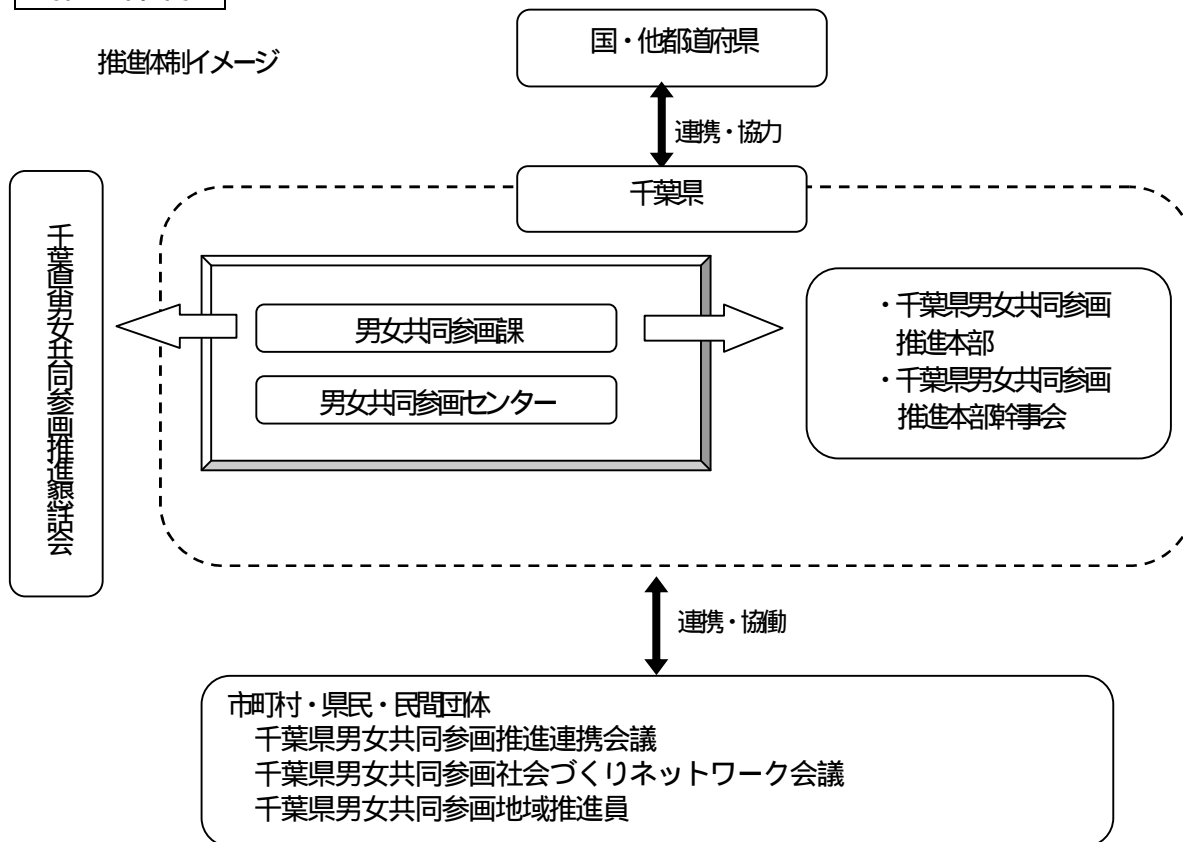 推進体制イメージ
国・他都道府県
連携・協力
千葉県
千葉県男女共同参画推進懇話会
男女共同参画課
男女共同参画センター
・千葉県男女共同参画
推進本部
・千葉県男女共同参画
推進本部幹事会
連携・協働
市町村・県民・民間団体
千葉県男女共同参画推進連携会議
千葉県男女共同参画社会づくりネットワーク会議
千葉県男女共同参画地域推進員